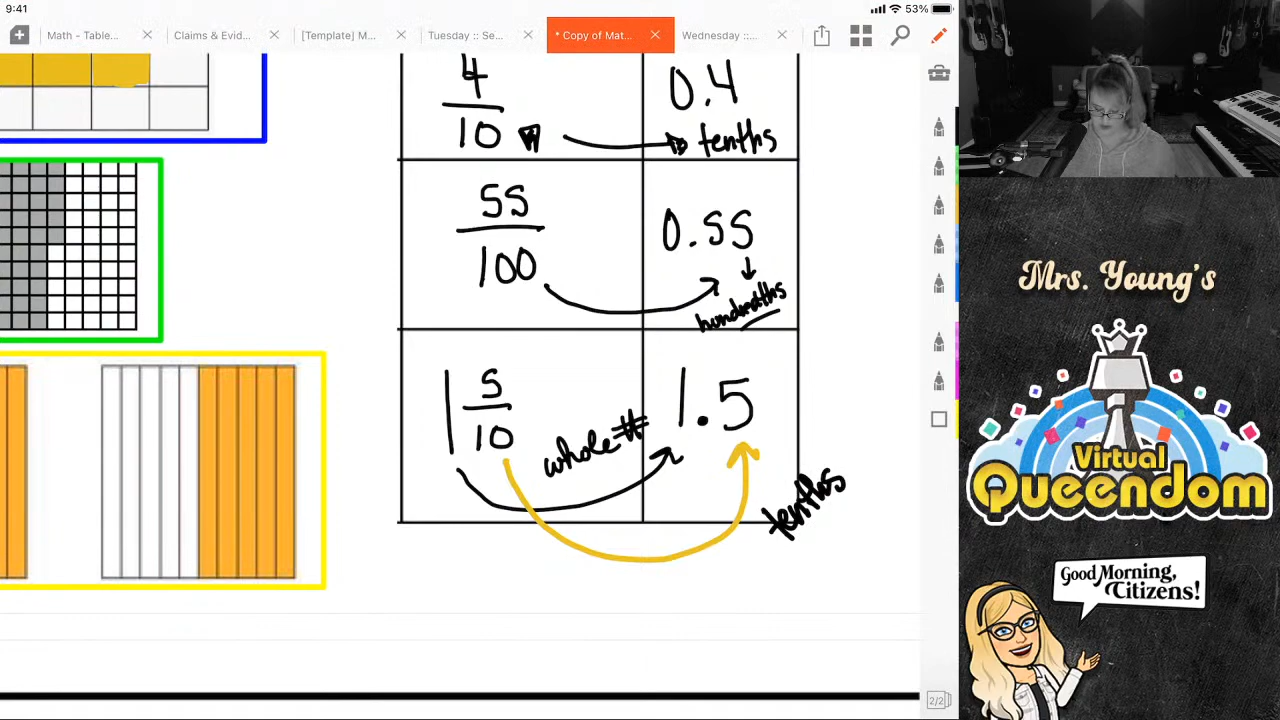 9:41
53%
Math - Table...
Claims & Evid...
[Template] M...
Tuesday :: Se...
* Copy of Mat...
Wednesday ::...
4
10
0.4
tenths
55
100
0.55
hundredths
1 5
10
whole #
1.5
tenths
2/2
Mrs. Young's
Virtual
Queendom
Good Morning,
Citizens!